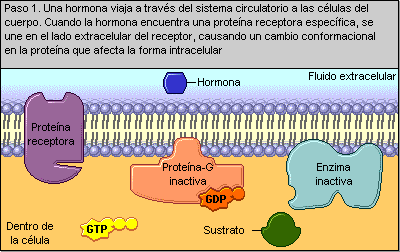 Paso 1. Una hormona viaja a través del sistema circulatorio a las células del
cuerpo. Cuando la hormona encuentra una proteína receptora específica, se
une en el lado extracelular del receptor, causando un cambio conformacional
en la proteína que afecta la forma intracelular
Hormona
Fluido extracelular
Proteína
receptora
Proteína-G
inactiva
GDP
Enzima
inactiva
Dentro de
la célula
GTP
Sustrato